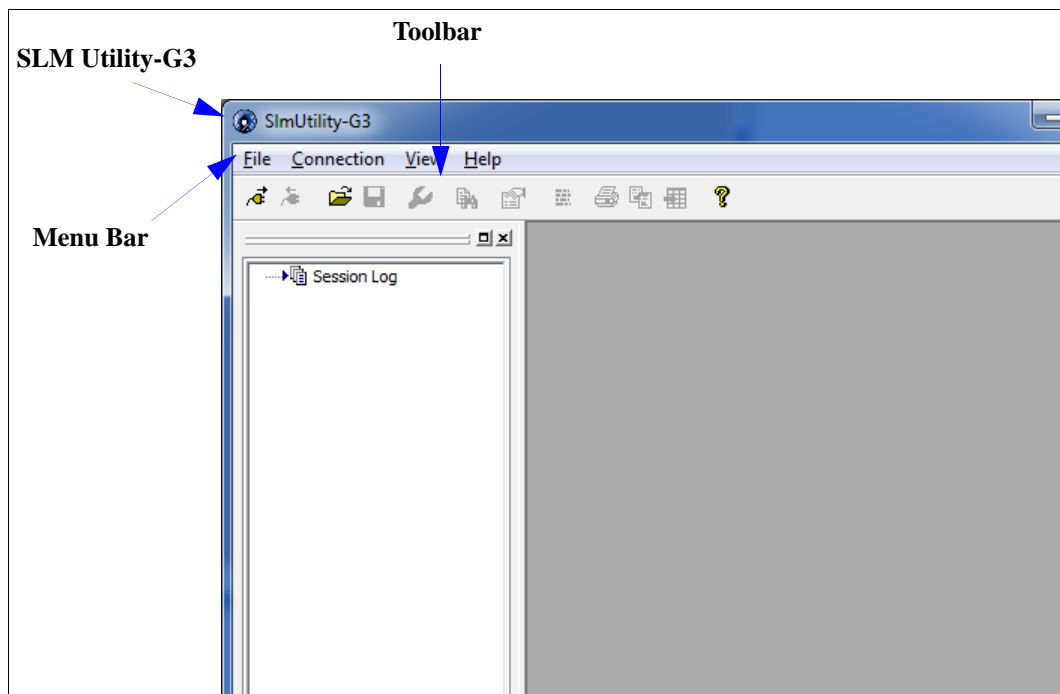 Toolbar
SLM Utility-G3
SlmUtility-G3
File Connection View Help
Menu Bar
Session Log